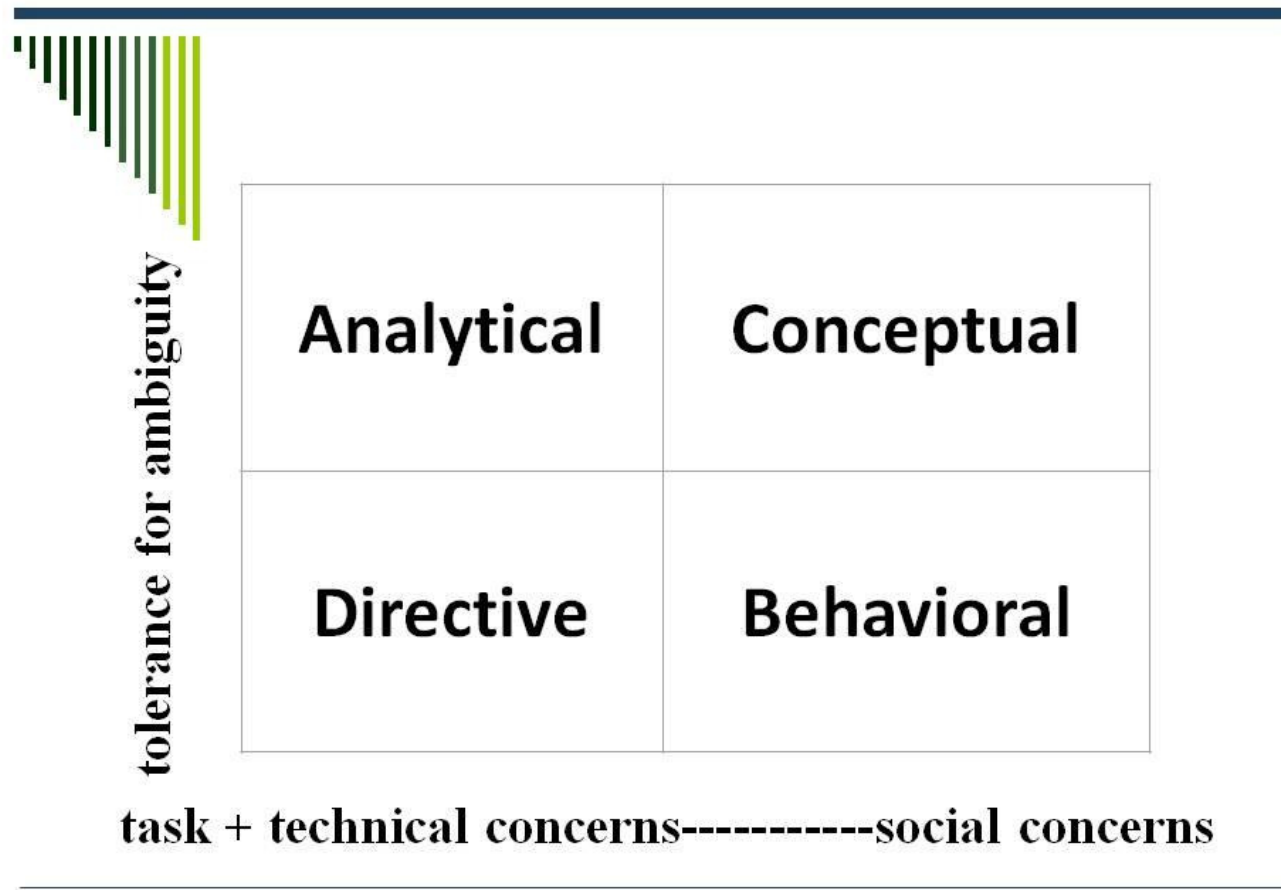 tolerance for ambiguity
Analytical
Conceptual
Directive
Behavioral
task + technical concerns-----------social concerns